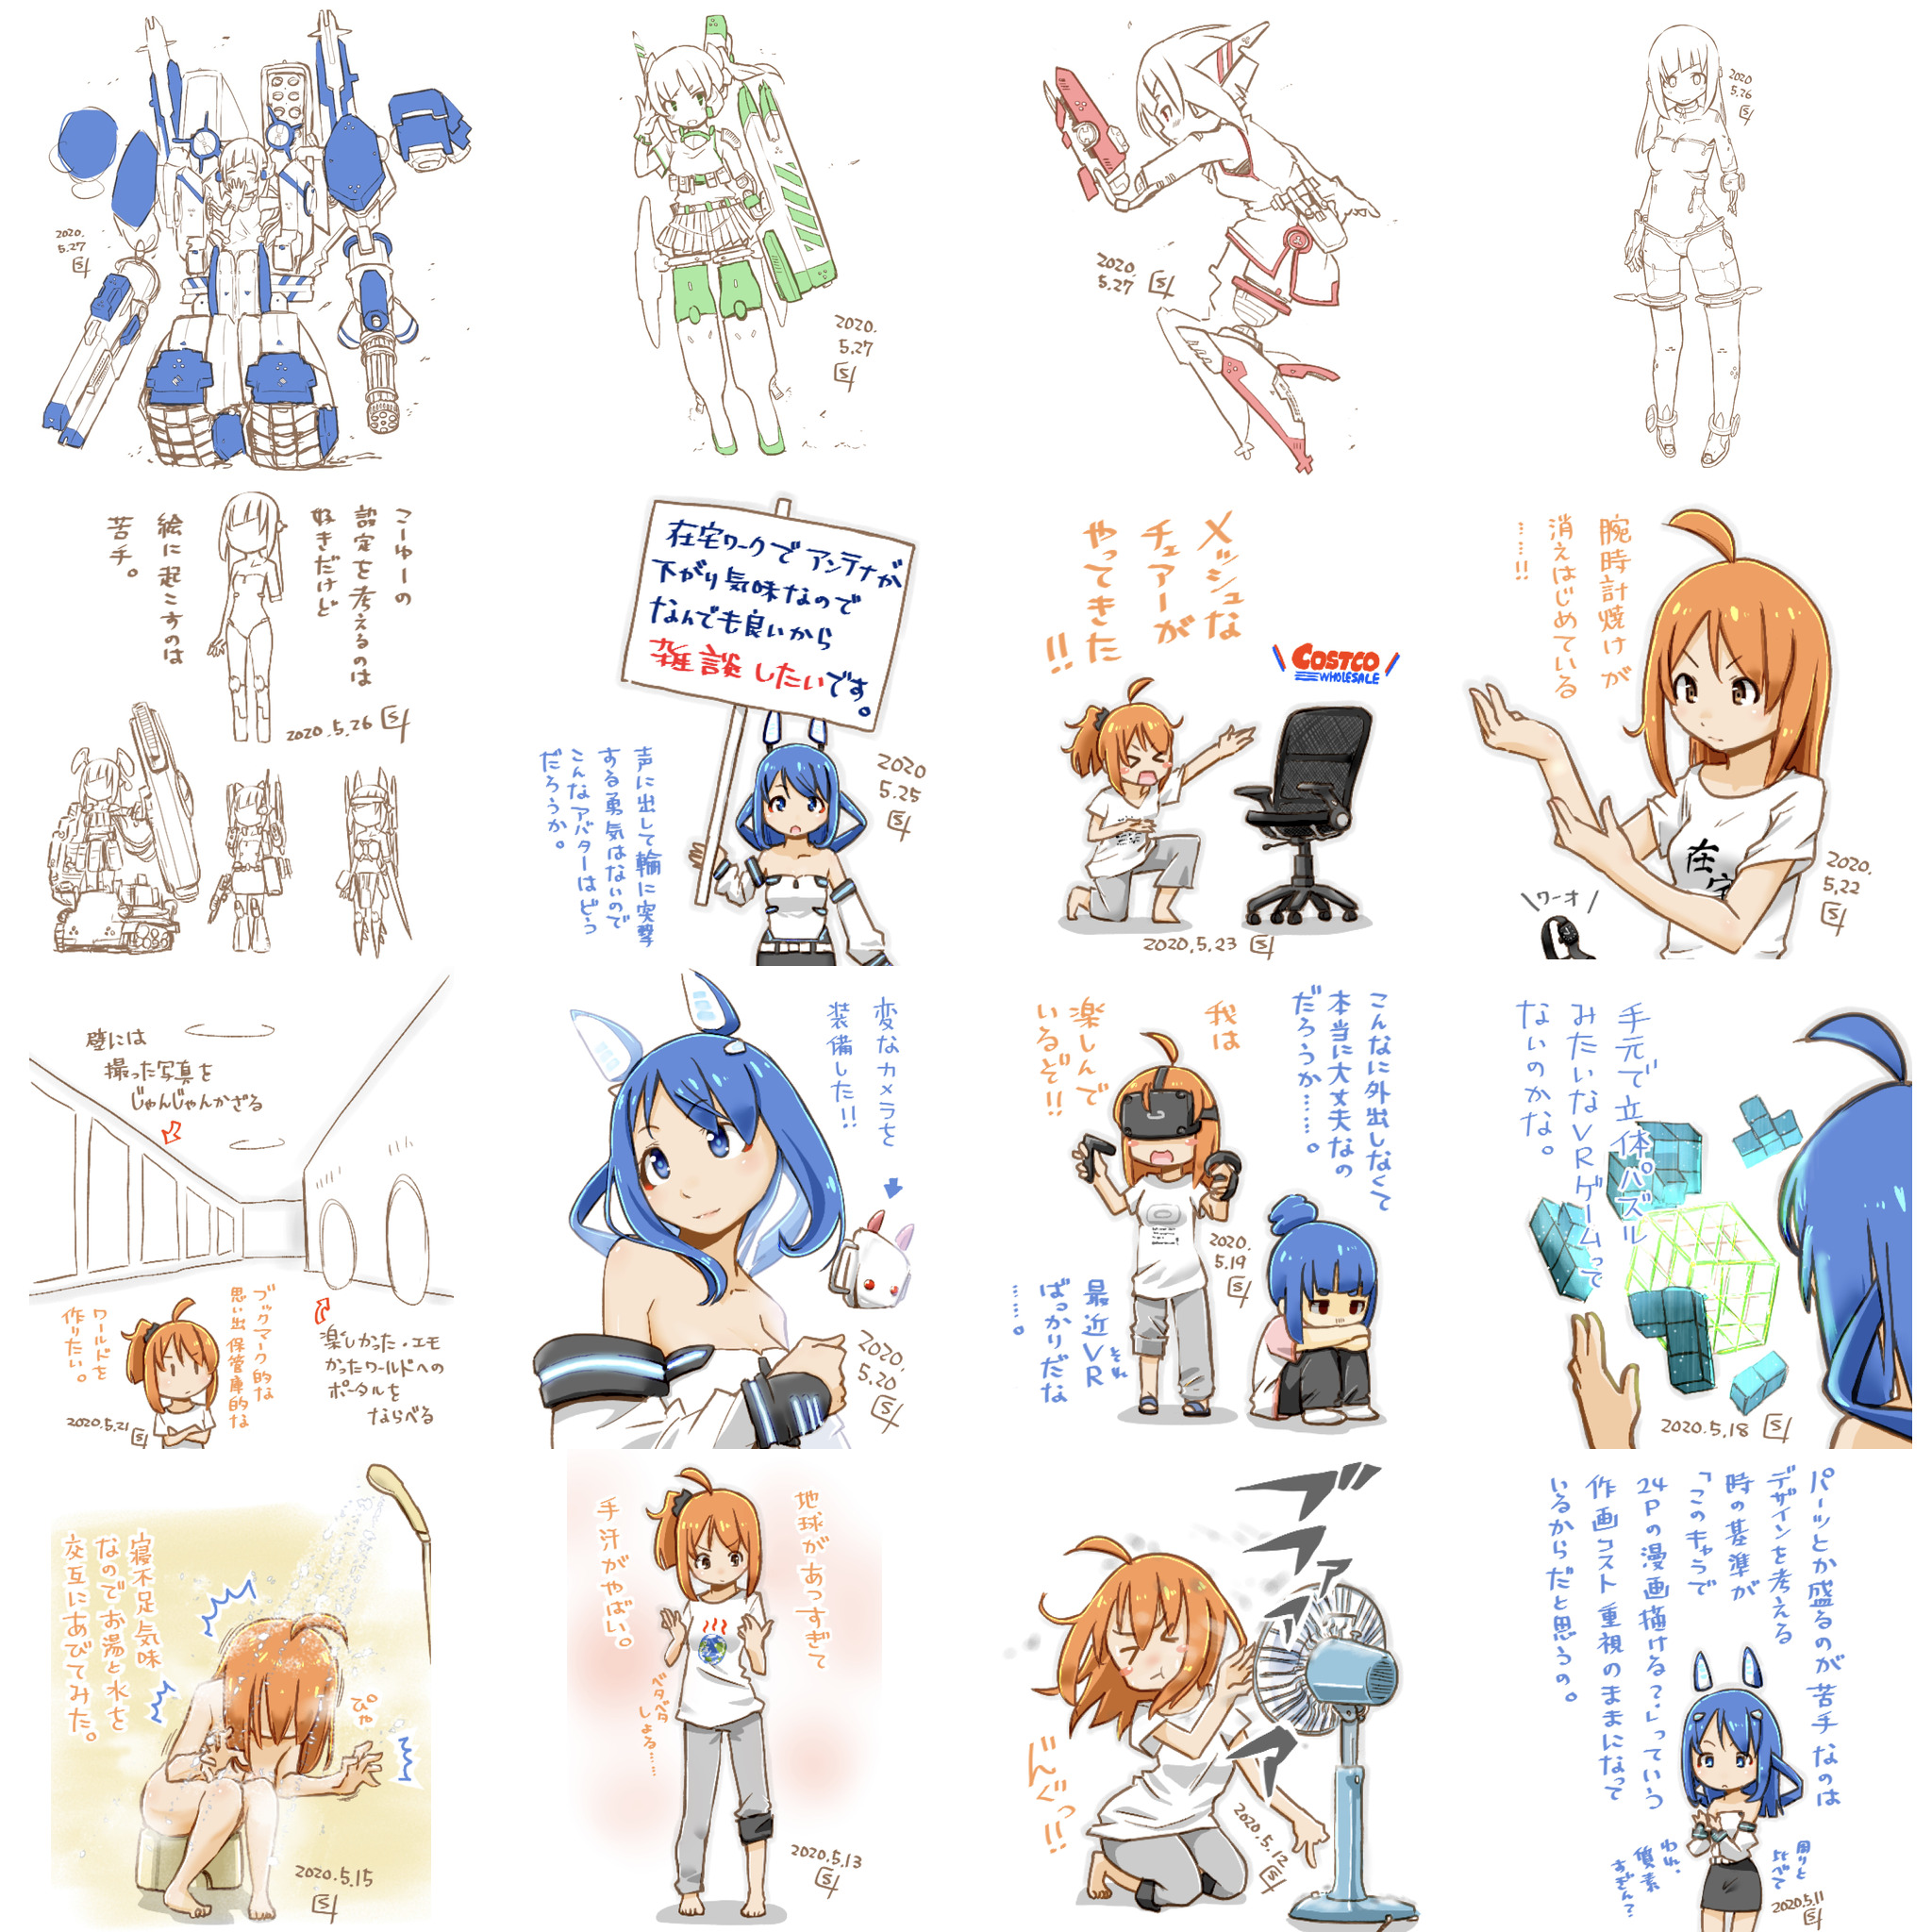 2020.
5.27
2020.
5.27
2020.
5.27
2020
5.26
こーゆーの
設定を考えるのは
好きだけど
絵に起こすのは
苦手。
2020.5.26
在宅ワークでアンテナが
下がり気味なので
なんでも良いから
雑談したいです。
声に出して輪に突撃
する勇気はないので
こんなアバターはどう
だろうか。
2020
5.25
メッシュな
チェアーが
やってきた
!!
COSTCO
WHOLESALE
2020.5.23
腕時計焼けが
消えはじめている
……!!
在宅
ワーオ
2020.
5.22
壁には
撮った写真を
じゃんじゃんかざる
ブックマーク的な
思い出保管庫的な
ワールドを
作りたい。
楽しかった・エモ
かったワールドへの
ポータルを
ならべる
2020.5.21
変なカメラを
装備した!!
2020.
5.20
こんなに外出しなくて
本当に大丈夫なの
だろうか……。
我は
楽しんで
いるぞ!!
2020.
5.19
最近VR
ばっかりだな
……。
手元で立体パズル
みたいなVRゲームって
ないのかな。
2020.5.18
寝不足気味
なのでお湯と水を
交互にあびてみた。
ぴゃ
2020.5.15
地球があつすぎて
手汗がやばい。
ベタベタ
しよる……
2020.5.13
ブファァァ
じんぐっ!!
2020.5.12
パーッとか盛るのが苦手なのは
デザインを考える
時の基準が
「このキャラで
24Pの漫画描ける?」っていう
作画コスト重視のままになって
いるからだと思うの。
周りと
比べて
われ、
質素
すぎん?
2020.5.11